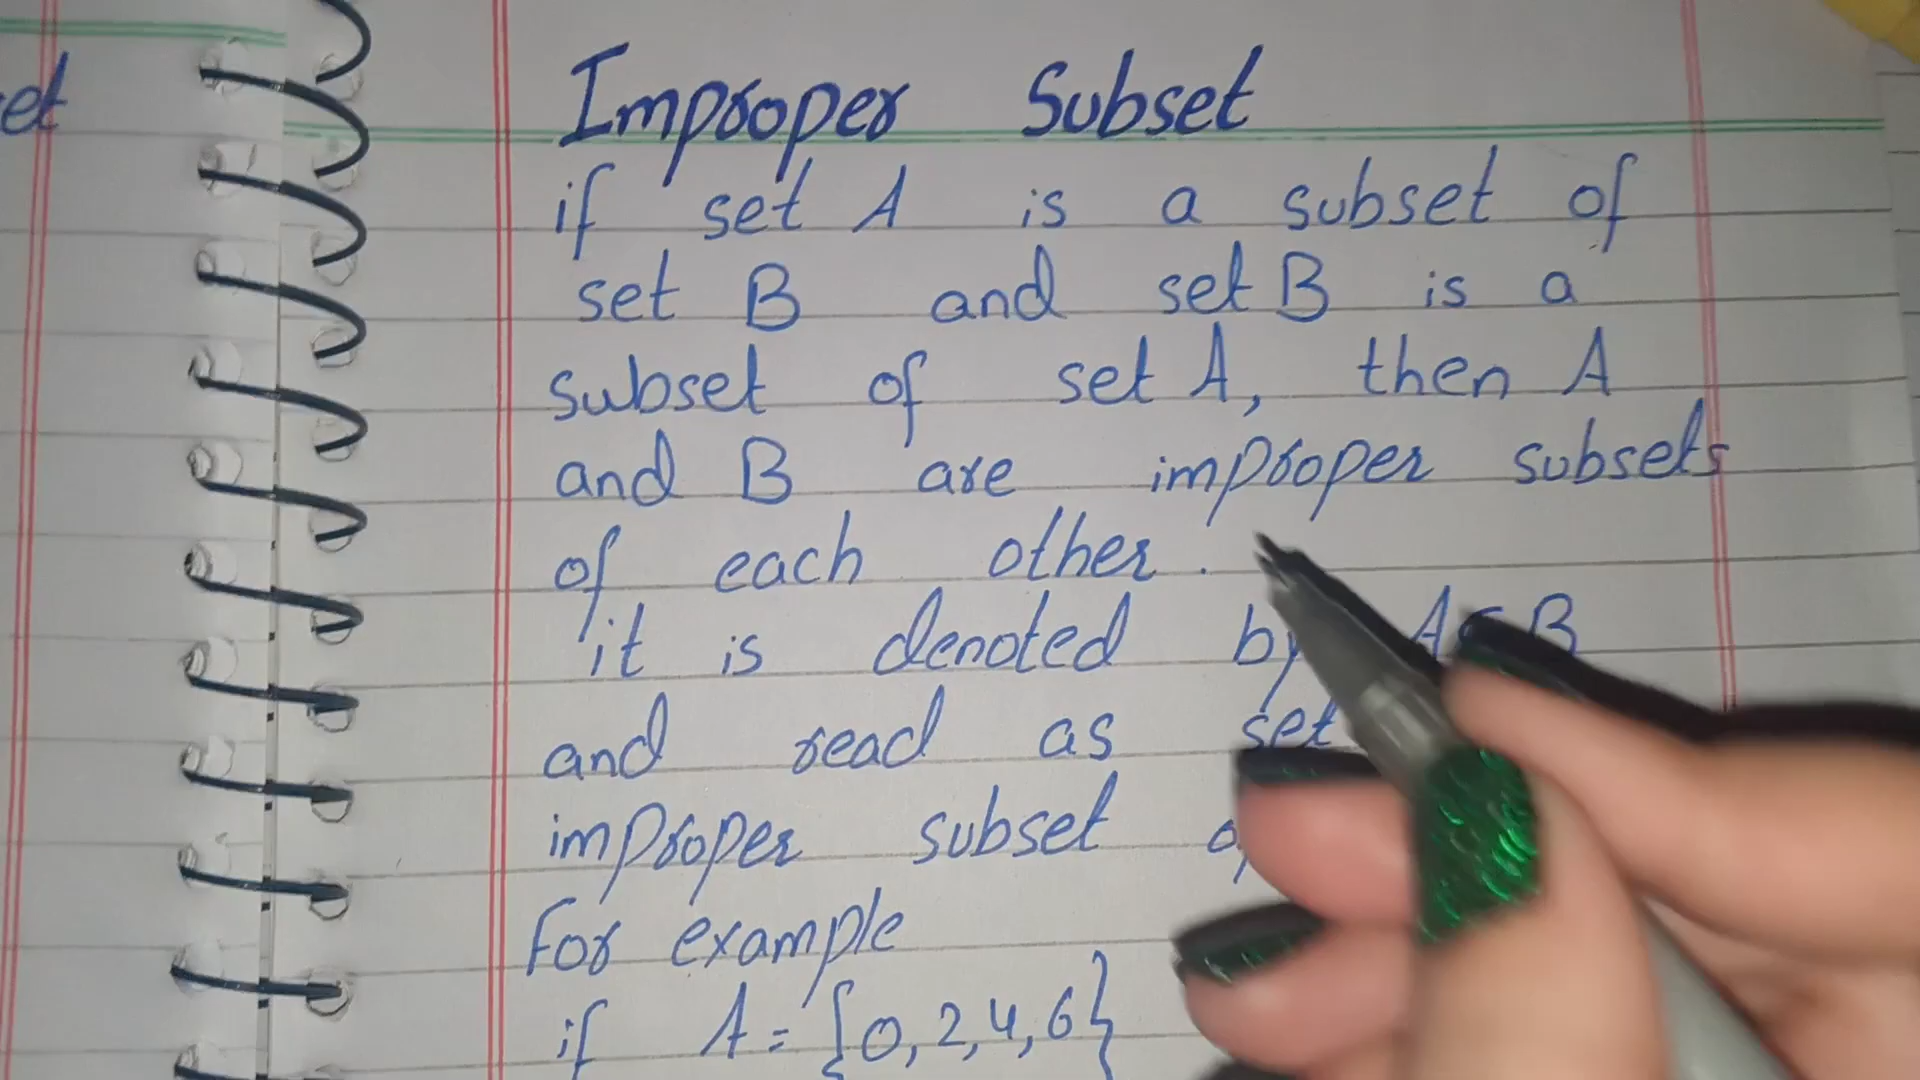 et
Improper Subset
if set A is a subset of
set B and set B is a
subset of set A, then A
and B are improper subsets
of each other.
it is denoted by A⊆B
and read as set
improper subset of
For example
if A = {0, 2, 4, 6}